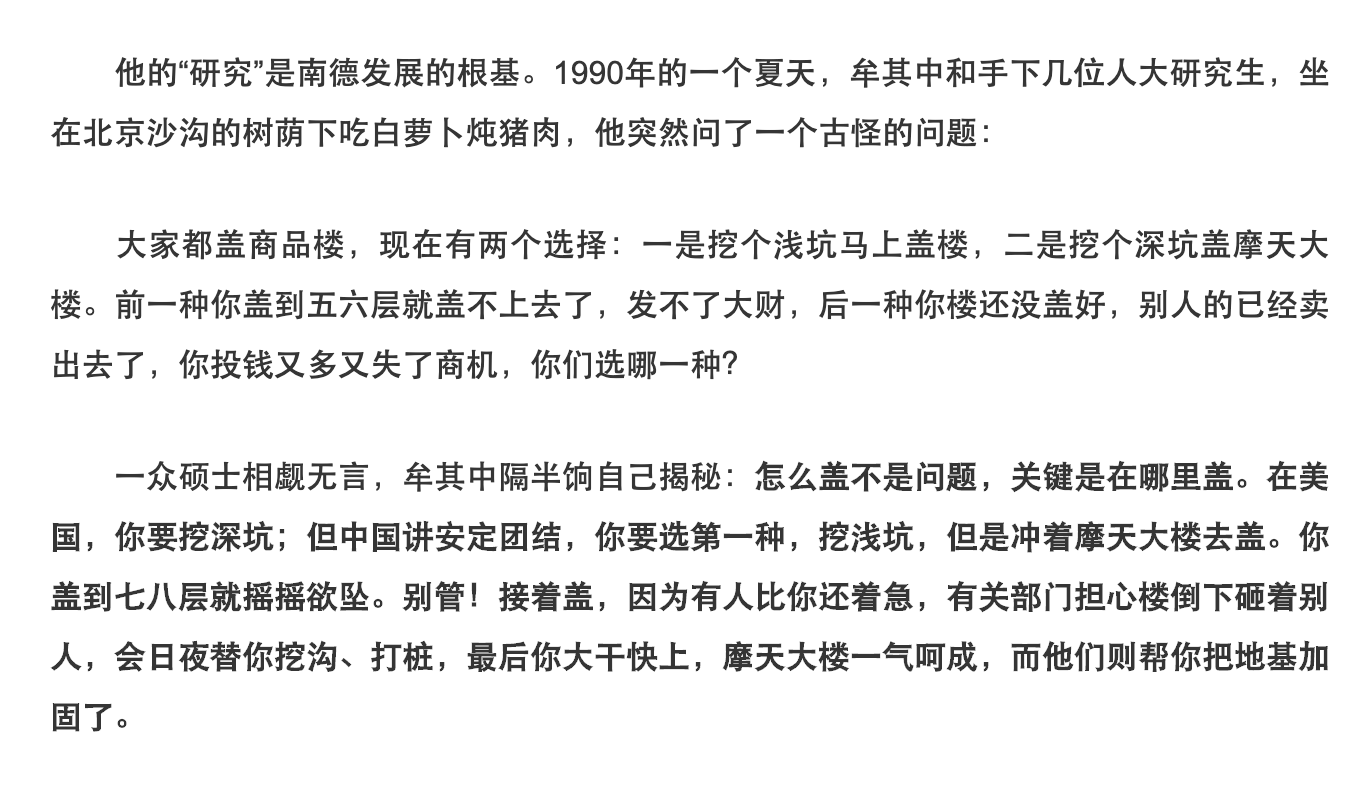 他的“研究”是南德发展的根基。1990年的一个夏天，牟其中和手下几位人大研究生，坐
在北京沙沟的树荫下吃白萝卜炖猪肉，他突然问了一个古怪的问题：
大家都盖商品楼，现在有两个选择：一是挖个浅坑马上盖楼，二是挖个深坑盖摩天大
楼。前一种你盖到五六层就盖不上去了，发不了大财，后一种你楼还没盖好，别人的已经卖
出去了，你投钱又多又失了商机，你们选哪一种？
一众硕士相觑无言，牟其中隔半饷自己揭秘：怎么盖不是问题，关键是在哪里盖。在美
国，你要挖深坑；但中国讲安定团结，你要选第一种，挖浅坑，但是冲着摩天大楼去盖。你
盖到七八层就摇摇欲坠。别管！接着盖，因为有人比你还着急，有关部门担心楼倒下砸着别
人，会日夜替你挖沟、打桩，最后你大干快上，摩天大楼一气呵成，而他们则帮你把地基加
固了。